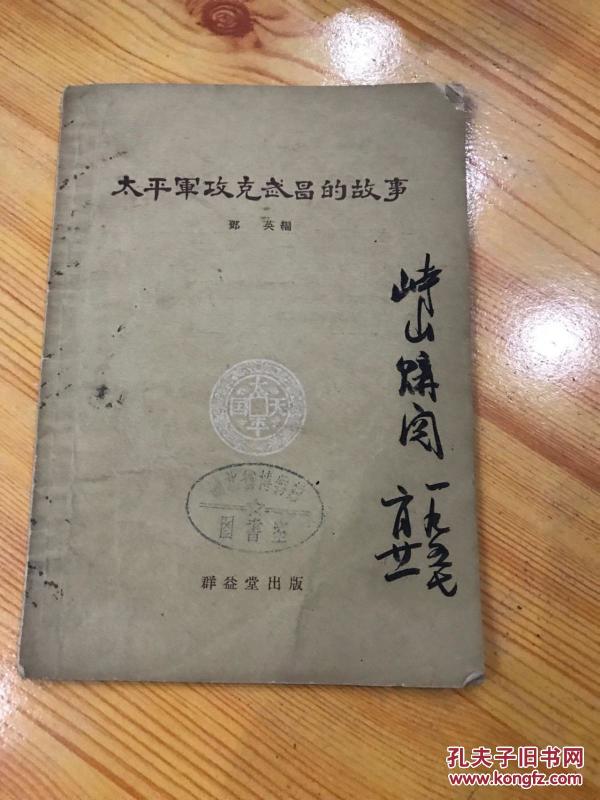 太平軍攻克武昌的故事
鄧 英編
太平天国
圖書室
群益堂出版
峙山購閱
一九五七
六月廿一
孔夫子旧书网
www.kongfz.com